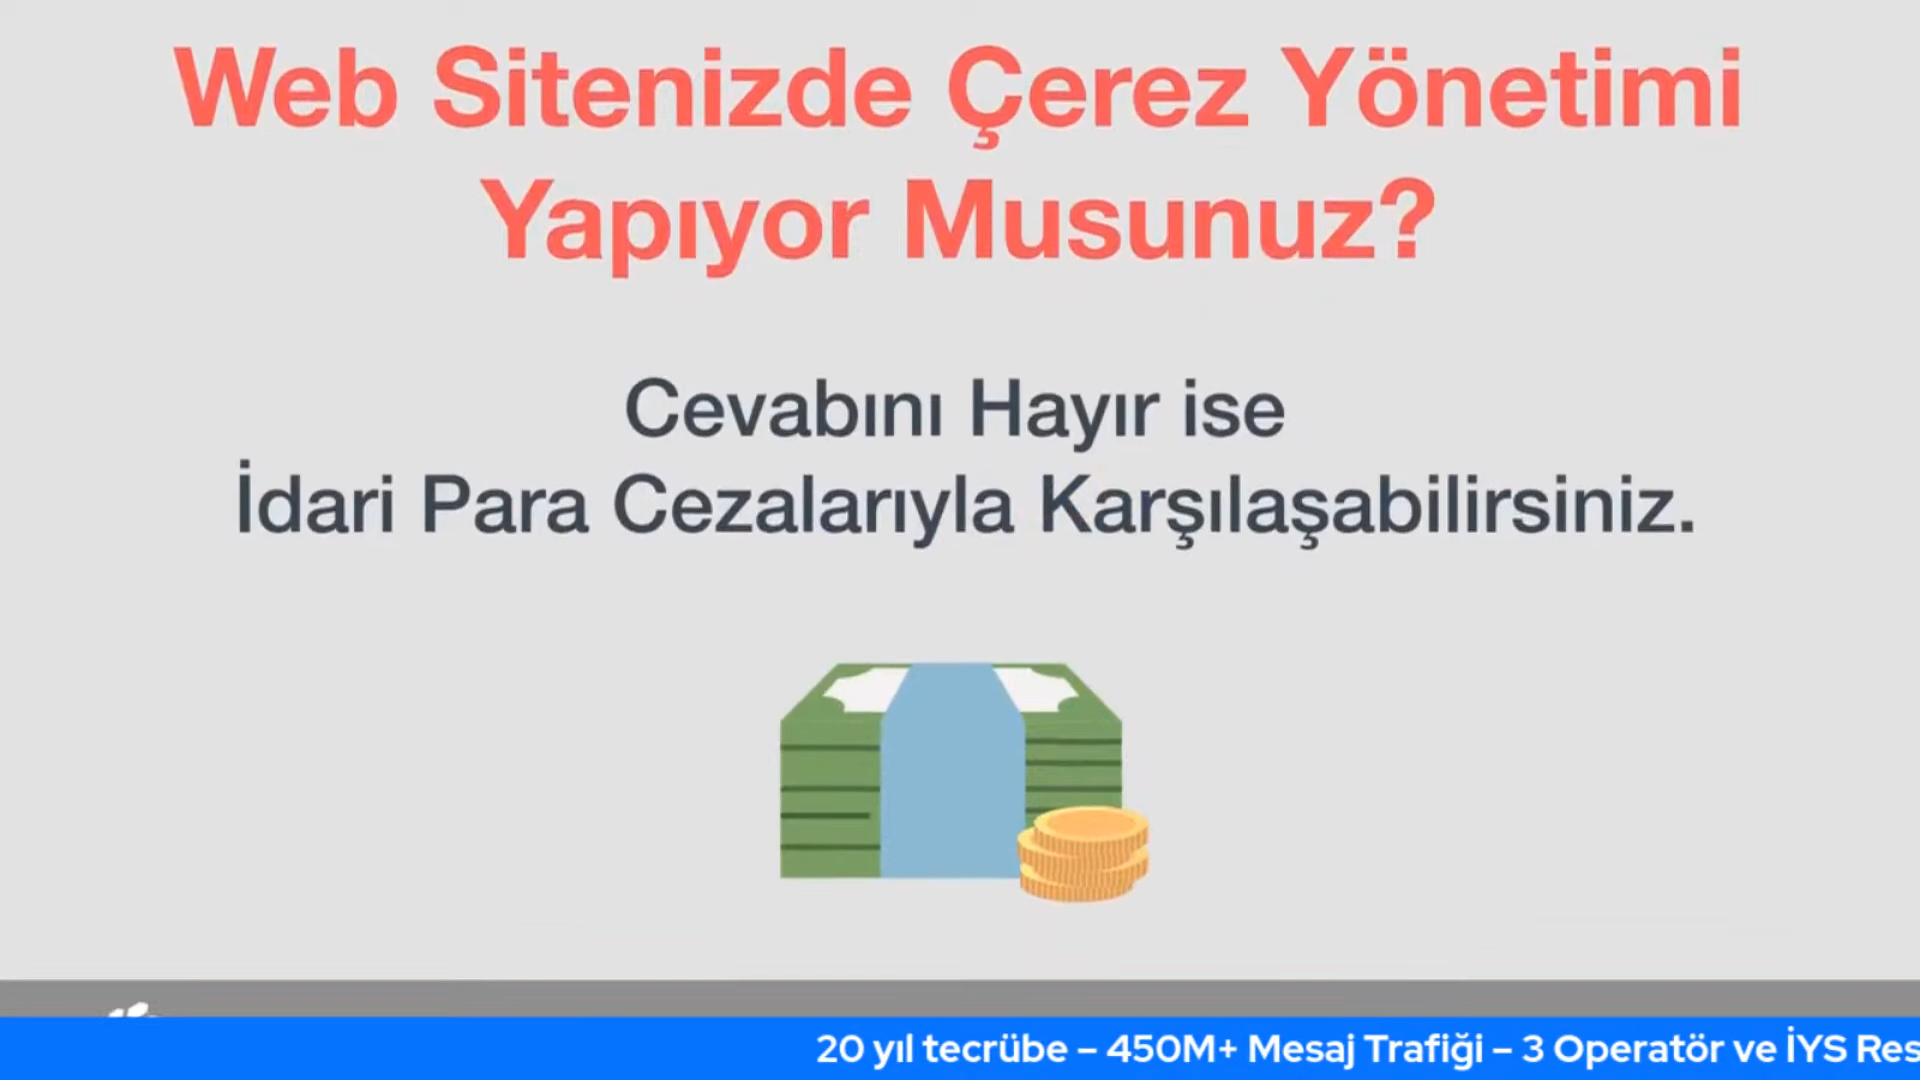 Web Sitenizde Çerez Yönetimi
Yapıyor Musunuz?
Cevabını Hayır ise
İdari Para Cezalarıyla Karşılaşabilirsiniz.
20 yıl tecrübe – 450M+ Mesaj Trafiği – 3 Operatör ve İYS